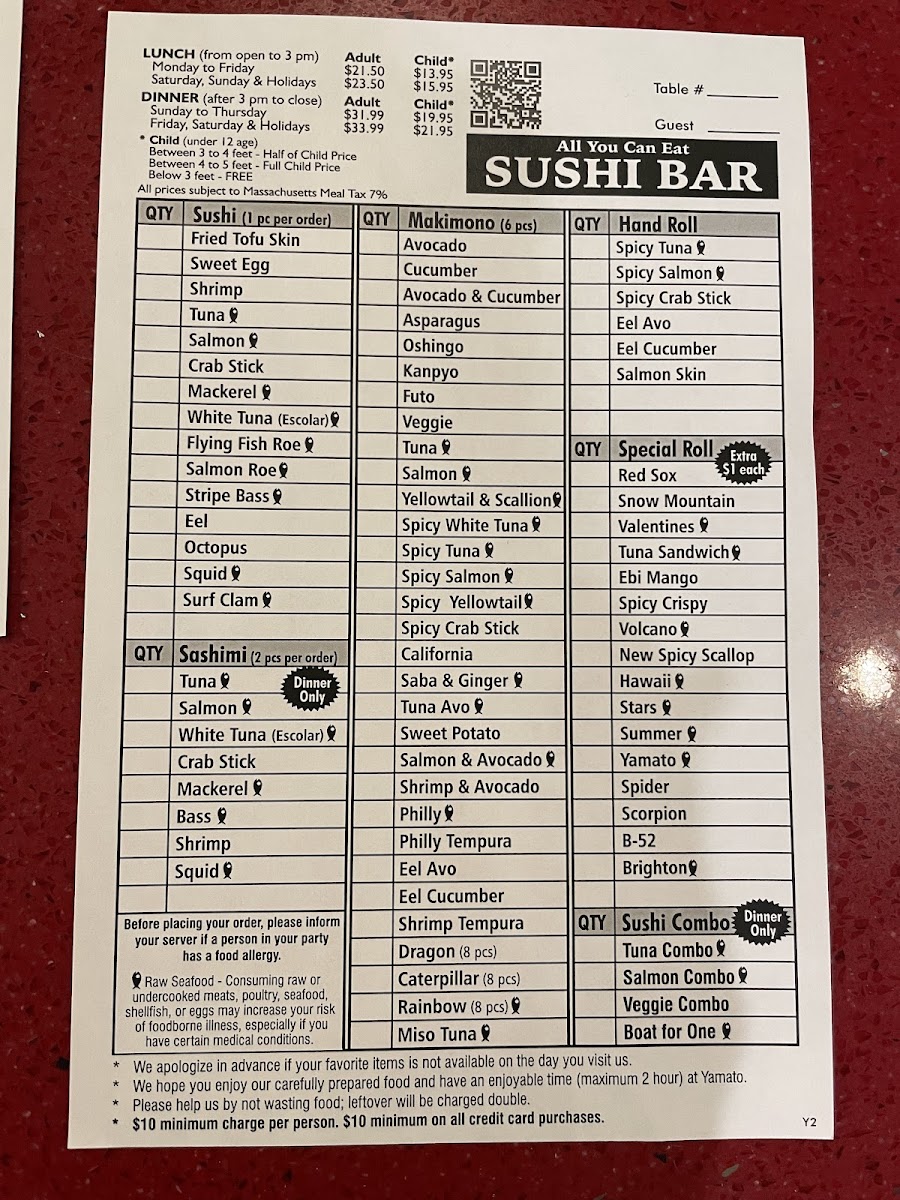 LUNCH (from open to 3 pm) Adult Child*
Monday to Friday $21.50 $13.95
Saturday, Sunday & Holidays $23.50 $15.95
DINNER (after 3 pm to close) Adult Child*
Sunday to Thursday $31.99 $19.95
Friday, Saturday & Holidays $33.99 $21.95
* Child (under 12 age)
Between 3 to 4 feet - Half of Child Price
Between 4 to 5 feet - Full Child Price
Below 3 feet - FREE
All prices subject to Massachusetts Meal Tax 7%
Table #
Guest
All You Can Eat
SUSHI BAR
QTY Sushi (1 pc per order)
Fried Tofu Skin
Sweet Egg
Shrimp
Tuna
Salmon
Crab Stick
Mackerel
White Tuna (Escolar)
Flying Fish Roe
Salmon Roe
Stripe Bass
Eel
Octopus
Squid
Surf Clam
QTY Sashimi (2 pcs per order)
Dinner
Only
Tuna
Salmon
White Tuna (Escolar)
Crab Stick
Mackerel
Bass
Shrimp
Squid
Before placing your order, please inform
your server if a person in your party
has a food allergy.
Raw Seafood - Consuming raw or
undercooked meats, poultry, seafood,
shellfish, or eggs may increase your risk
of foodborne illness, especially if you
have certain medical conditions.
QTY Makimono (6 pcs)
Avocado
Cucumber
Avocado & Cucumber
Asparagus
Oshingo
Kanpyo
Futo
Veggie
Tuna
Salmon
Yellowtail & Scallion
Spicy White Tuna
Spicy Tuna
Spicy Salmon
Spicy Yellowtail
Spicy Crab Stick
California
Saba & Ginger
Tuna Avo
Sweet Potato
Salmon & Avocado
Shrimp & Avocado
Philly
Philly Tempura
Eel Avo
Eel Cucumber
Shrimp Tempura
Dragon (8 pcs)
Caterpillar (8 pcs)
Rainbow (8 pcs)
Miso Tuna
QTY Hand Roll
Spicy Tuna
Spicy Salmon
Spicy Crab Stick
Eel Avo
Eel Cucumber
Salmon Skin
QTY Special Roll
Extra
$1 each
Red Sox
Snow Mountain
Valentines
Tuna Sandwich
Ebi Mango
Spicy Crispy
Volcano
New Spicy Scallop
Hawaii
Stars
Summer
Yamato
Spider
Scorpion
B-52
Brighton
QTY Sushi Combo
Dinner
Only
Tuna Combo
Salmon Combo
Veggie Combo
Boat for One
* We apologize in advance if your favorite items is not available on the day you visit us.
* We hope you enjoy our carefully prepared food and have an enjoyable time (maximum 2 hour) at Yamato.
* Please help us by not wasting food; leftover will be charged double.
* $10 minimum charge per person. $10 minimum on all credit card purchases.
Y2